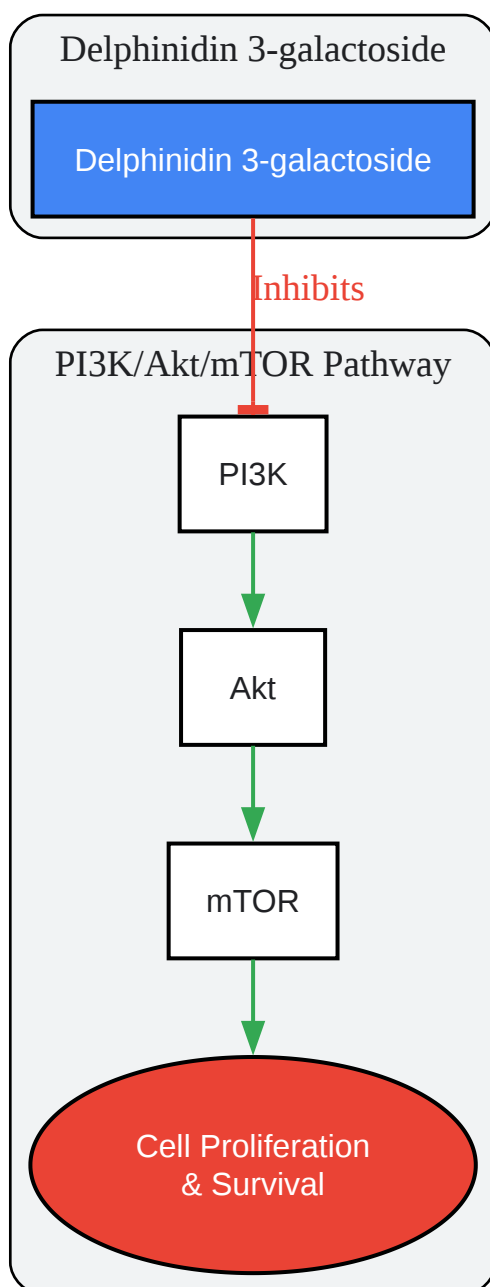 Delphinidin 3-galactoside
Delphinidin 3-galactoside
Inhibits
PI3K/Akt/mTOR Pathway
PI3K
Akt
mTOR
Cell Proliferation
& Survival